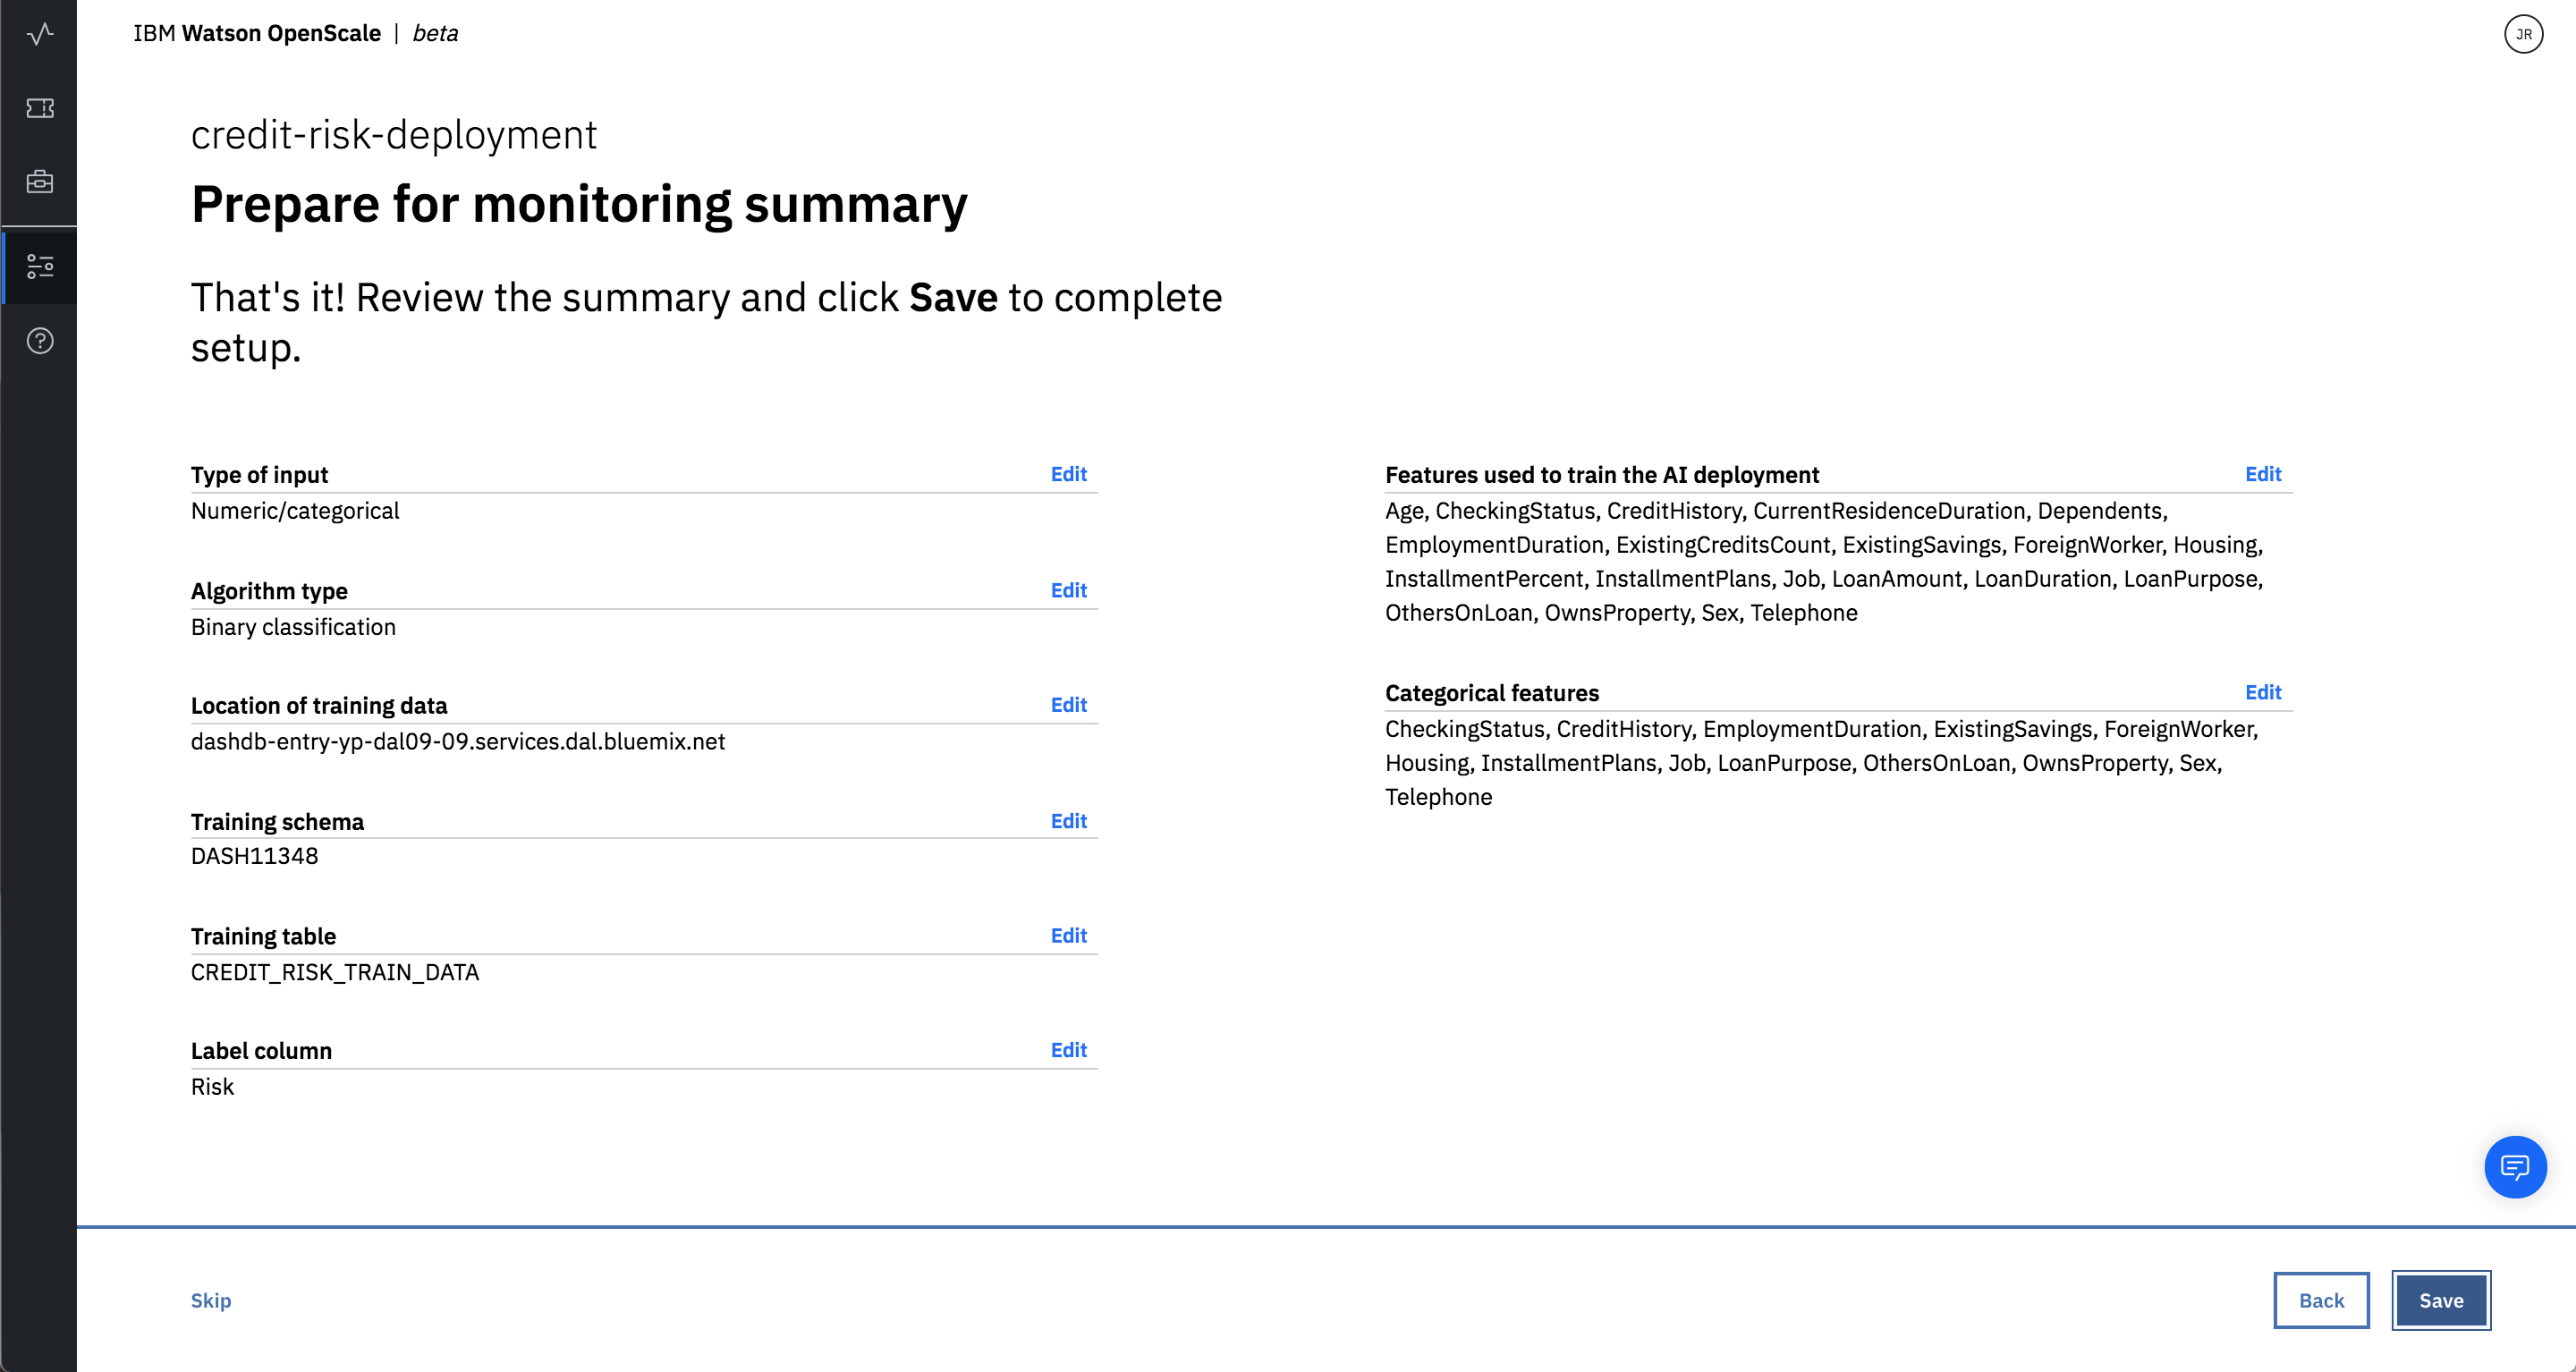 IBM Watson OpenScale | beta
JR
credit-risk-deployment
Prepare for monitoring summary
That's it! Review the summary and click Save to complete
setup.
Type of input Edit
Numeric/categorical
Algorithm type Edit
Binary classification
Location of training data Edit
dashdb-entry-yp-dal09-09.services.dal.bluemix.net
Training schema Edit
DASH11348
Training table Edit
CREDIT_RISK_TRAIN_DATA
Label column Edit
Risk
Features used to train the AI deployment Edit
Age, CheckingStatus, CreditHistory, CurrentResidenceDuration, Dependents,
EmploymentDuration, ExistingCreditsCount, ExistingSavings, ForeignWorker, Housing,
InstallmentPercent, InstallmentPlans, Job, LoanAmount, LoanDuration, LoanPurpose,
OthersOnLoan, OwnsProperty, Sex, Telephone
Categorical features Edit
CheckingStatus, CreditHistory, EmploymentDuration, ExistingSavings, ForeignWorker,
Housing, InstallmentPlans, Job, LoanPurpose, OthersOnLoan, OwnsProperty, Sex,
Telephone
Skip
Back
Save